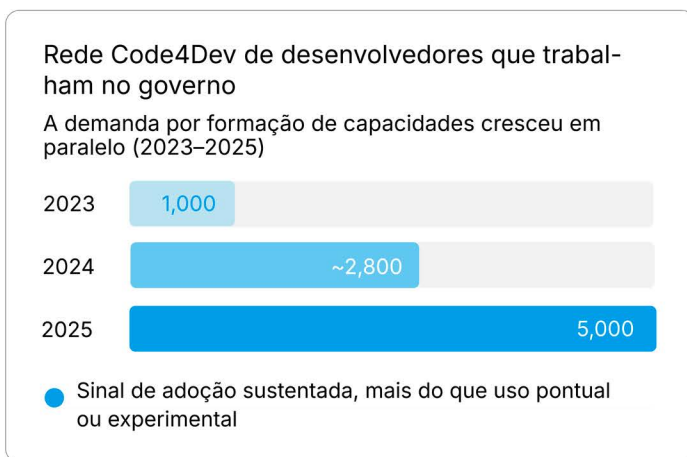 Rede Code4Dev de desenvolvedores que trabal-
ham no governo
A demanda por formação de capacidades cresceu em
paralelo (2023–2025)
2023 1,000
2024 ~2,800
2025 5,000
Sinal de adoção sustentada, mais do que uso pontual
ou experimental